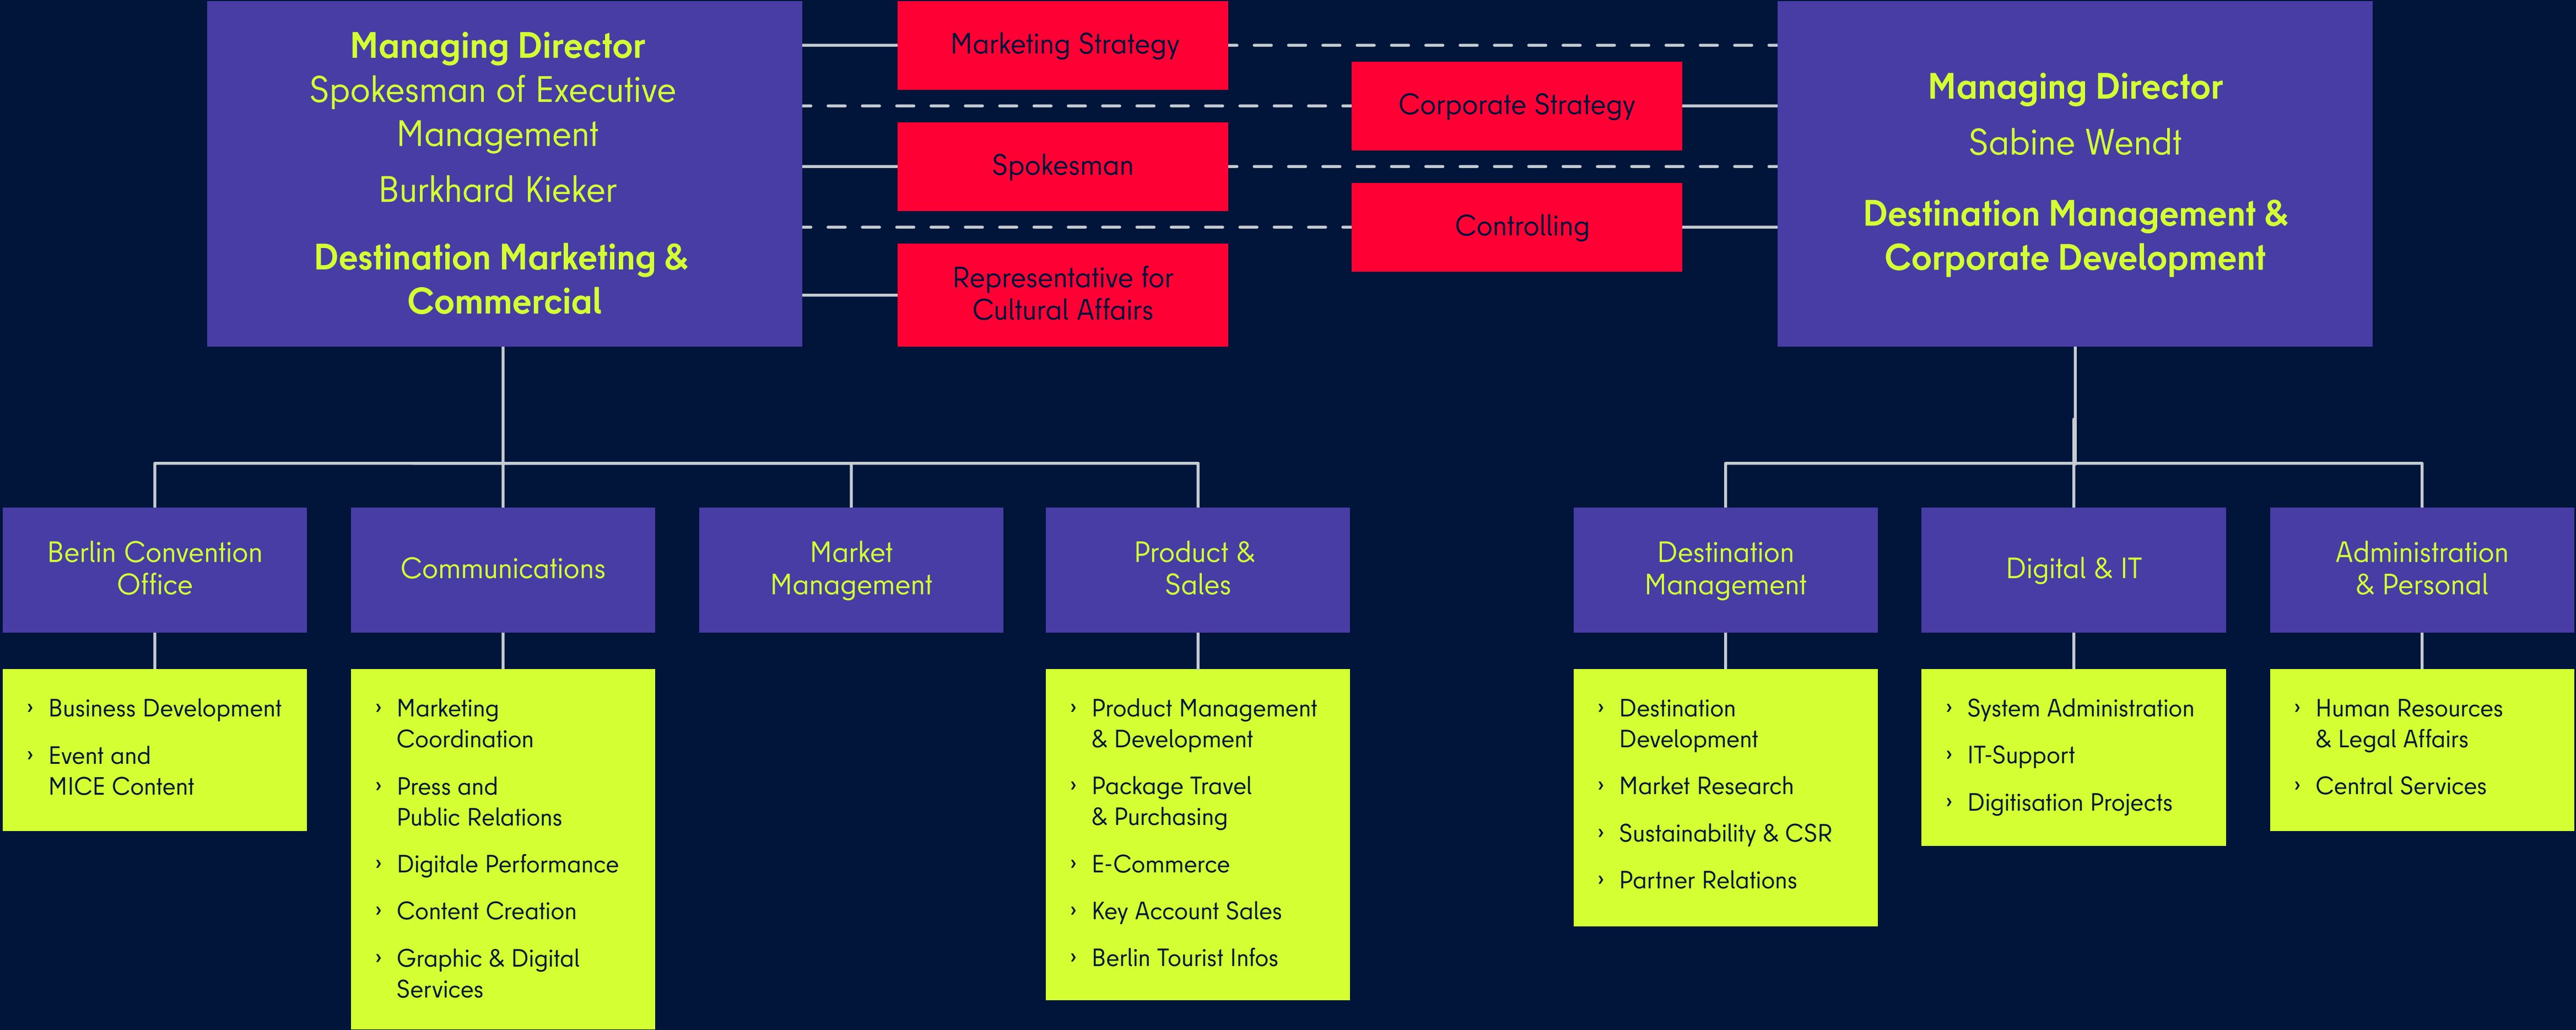 Managing Director
Spokesman of Executive
Management
Burkhard Kieker
Destination Marketing &
Commercial
Marketing Strategy
Spokesman
Representative for
Cultural Affairs
Corporate Strategy
Controlling
Managing Director
Sabine Wendt
Destination Management &
Corporate Development
Berlin Convention
Office
› Business Development
› Event and
MICE Content
Communications
› Marketing
Coordination
› Press and
Public Relations
› Digitale Performance
› Content Creation
› Graphic & Digital
Services
Market
Management
Product &
Sales
› Product Management
& Development
› Package Travel
& Purchasing
› E-Commerce
› Key Account Sales
› Berlin Tourist Infos
Destination
Management
› Destination
Development
› Market Research
› Sustainability & CSR
› Partner Relations
Digital & IT
› System Administration
› IT-Support
› Digitisation Projects
Administration
& Personal
› Human Resources
& Legal Affairs
› Central Services